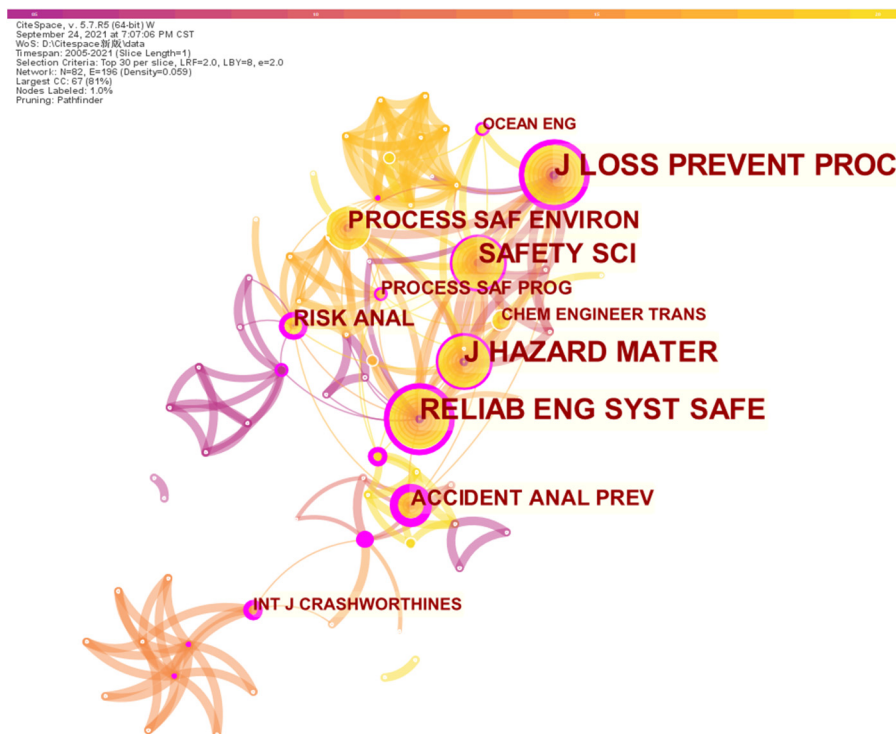 CiteSpace, v. 5.7.R5 (64-bit) W
September 24, 2021 at 7:07:06 PM CST
WoS: D:\Citespace新版\data
Timespan: 2005-2021 (Slice Length=1)
Selection Criteria: Top 30 per slice, LRF=2.0, LBY=8, e=2.0
Network: N=82, E=196 (Density=0.059)
Largest CC: 67 (81%)
Nodes Labeled: 1.0%
Pruning: Pathfinder
OCEAN ENG
J LOSS PREVENT PROC
PROCESS SAF ENVIRON
SAFETY SCI
PROCESS SAF PROG
CHEM ENGINEER TRANS
RISK ANAL
J HAZARD MATER
RELIAB ENG SYST SAFE
ACCIDENT ANAL PREV
INT J CRASHWORTHINES